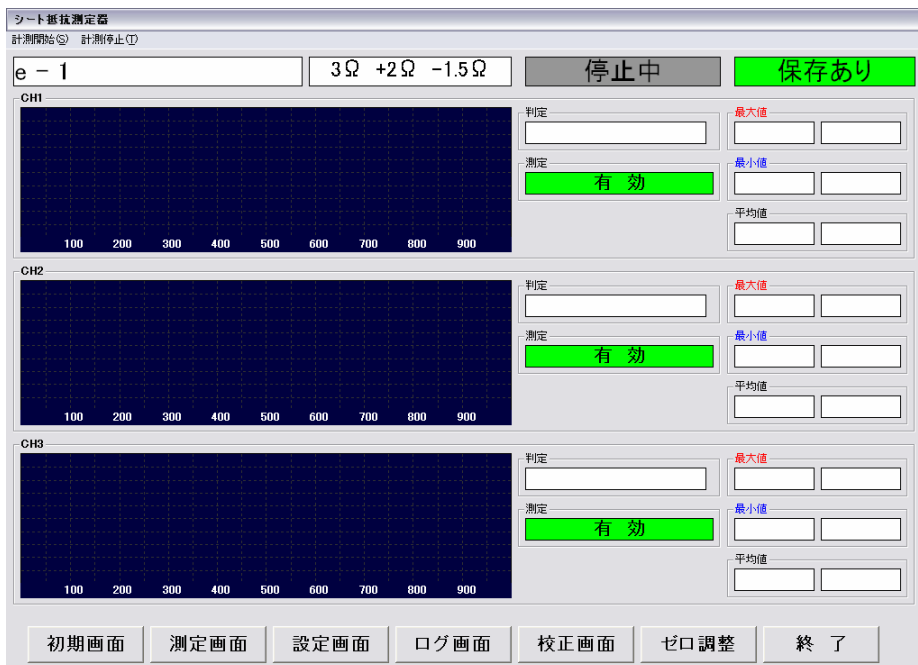 シート抵抗測定器
計測開始(S) 計測停止(T)
e － 1 3Ω +2Ω －1.5Ω 停止中 保存あり
CH1
判定 最大値
測定 最小値
有 効
平均値
100 200 300 400 500 600 700 800 900
CH2
判定 最大値
測定 最小値
有 効
平均値
100 200 300 400 500 600 700 800 900
CH3
判定 最大値
測定 最小値
有 効
平均値
100 200 300 400 500 600 700 800 900
初期画面 測定画面 設定画面 ログ画面 校正画面 ゼロ調整 終 了